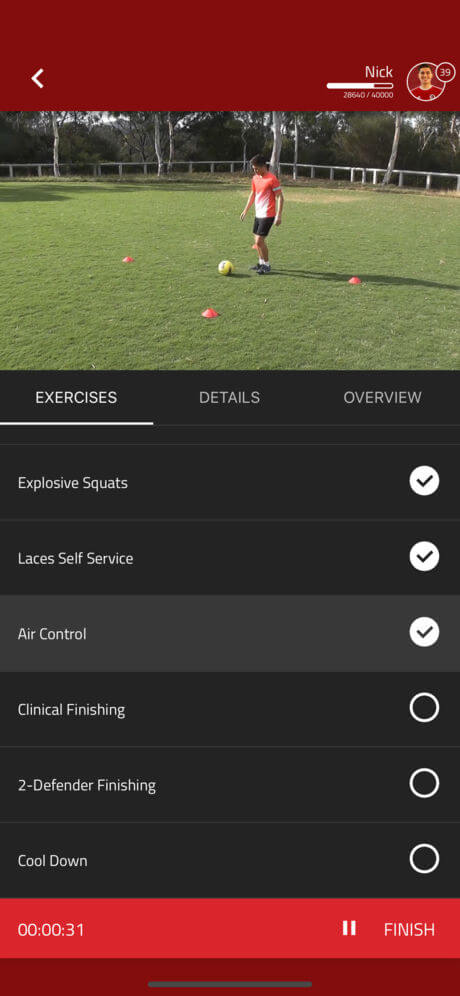 Nick
39
28640 / 40000
EXERCISES DETAILS OVERVIEW
Explosive Squats
Laces Self Service
Air Control
Clinical Finishing
2-Defender Finishing
Cool Down
00:00:31 FINISH